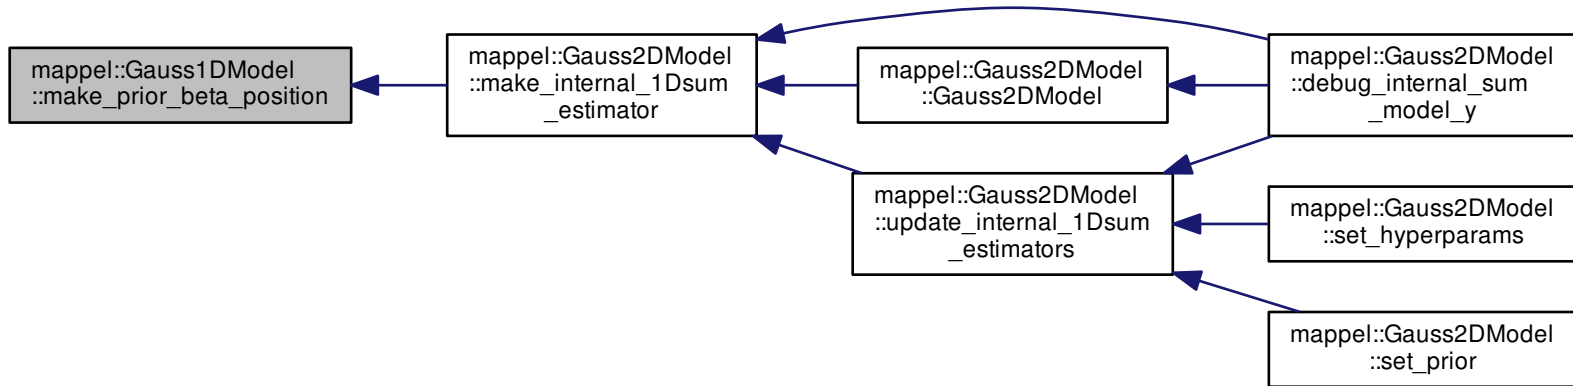 mappel::Gauss1DModel
::make_prior_beta_position
mappel::Gauss2DModel
::make_internal_1Dsum
_estimator
mappel::Gauss2DModel
::Gauss2DModel
mappel::Gauss2DModel
::debug_internal_sum
_model_y
mappel::Gauss2DModel
::update_internal_1Dsum
_estimators
mappel::Gauss2DModel
::set_hyperparams
mappel::Gauss2DModel
::set_prior